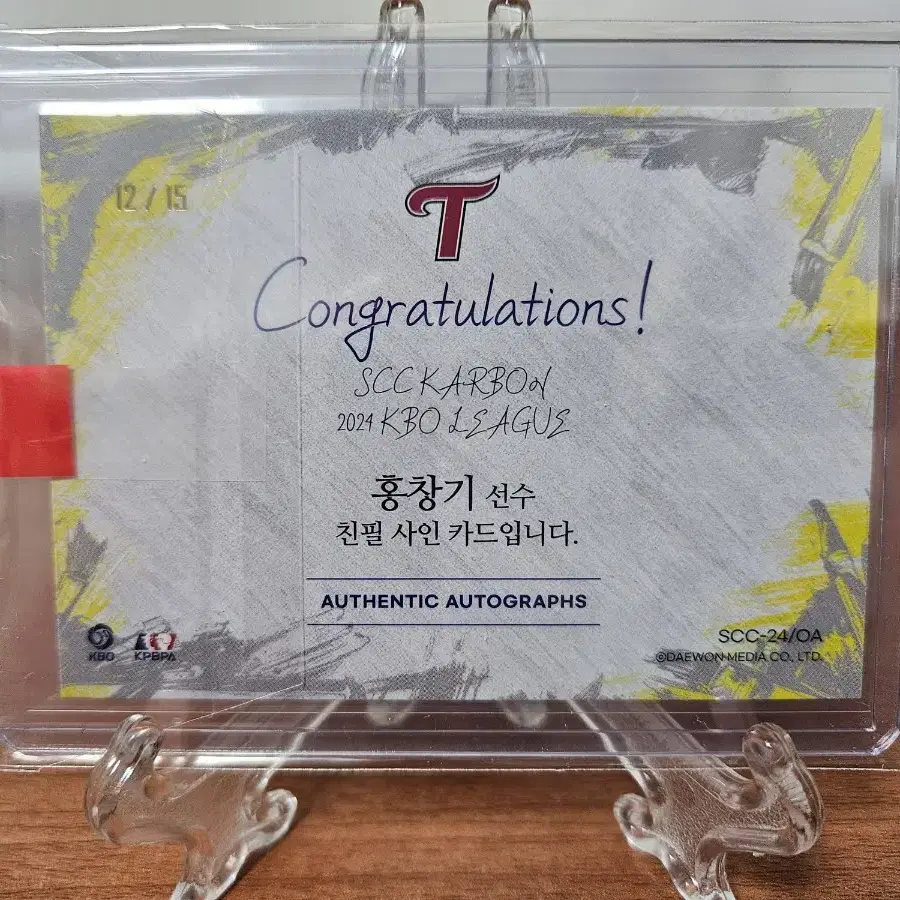 12 / 15
T
Congratulations!
SCC KARBON
2024 KBO LEAGUE
홍창기 선수
친필 사인 카드입니다.
AUTHENTIC AUTOGRAPHS
KBO
KPBPA
SCC-24/OA
©DAEWON MEDIA CO., LTD.